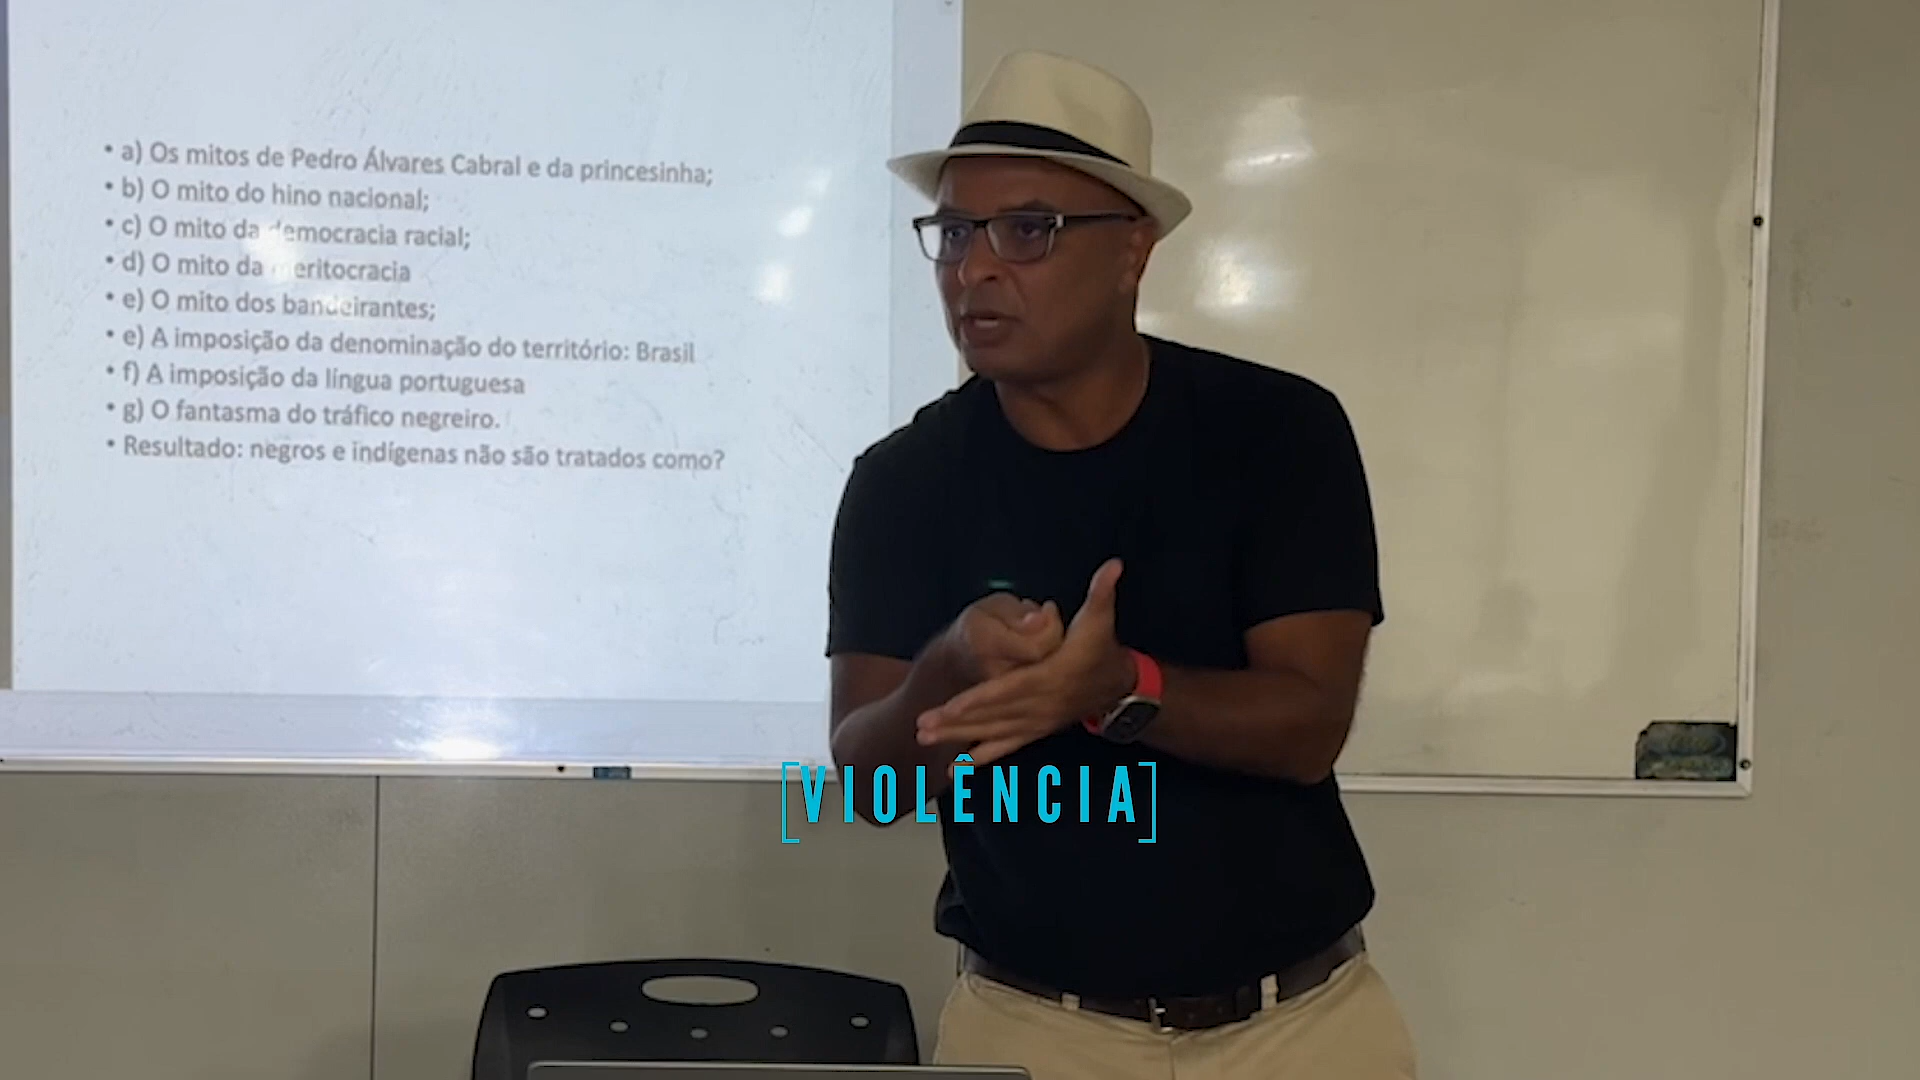 • a) Os mitos de Pedro Álvares Cabral e da princesinha;
• b) O mito do hino nacional;
• c) O mito da democracia racial;
• d) O mito da meritocracia
• e) O mito dos bandeirantes;
• e) A imposição da denominação do território: Brasil
• f) A imposição da língua portuguesa
• g) O fantasma do tráfico negreiro.
• Resultado: negros e indígenas não são tratados como?
[VIOLÊNCIA]